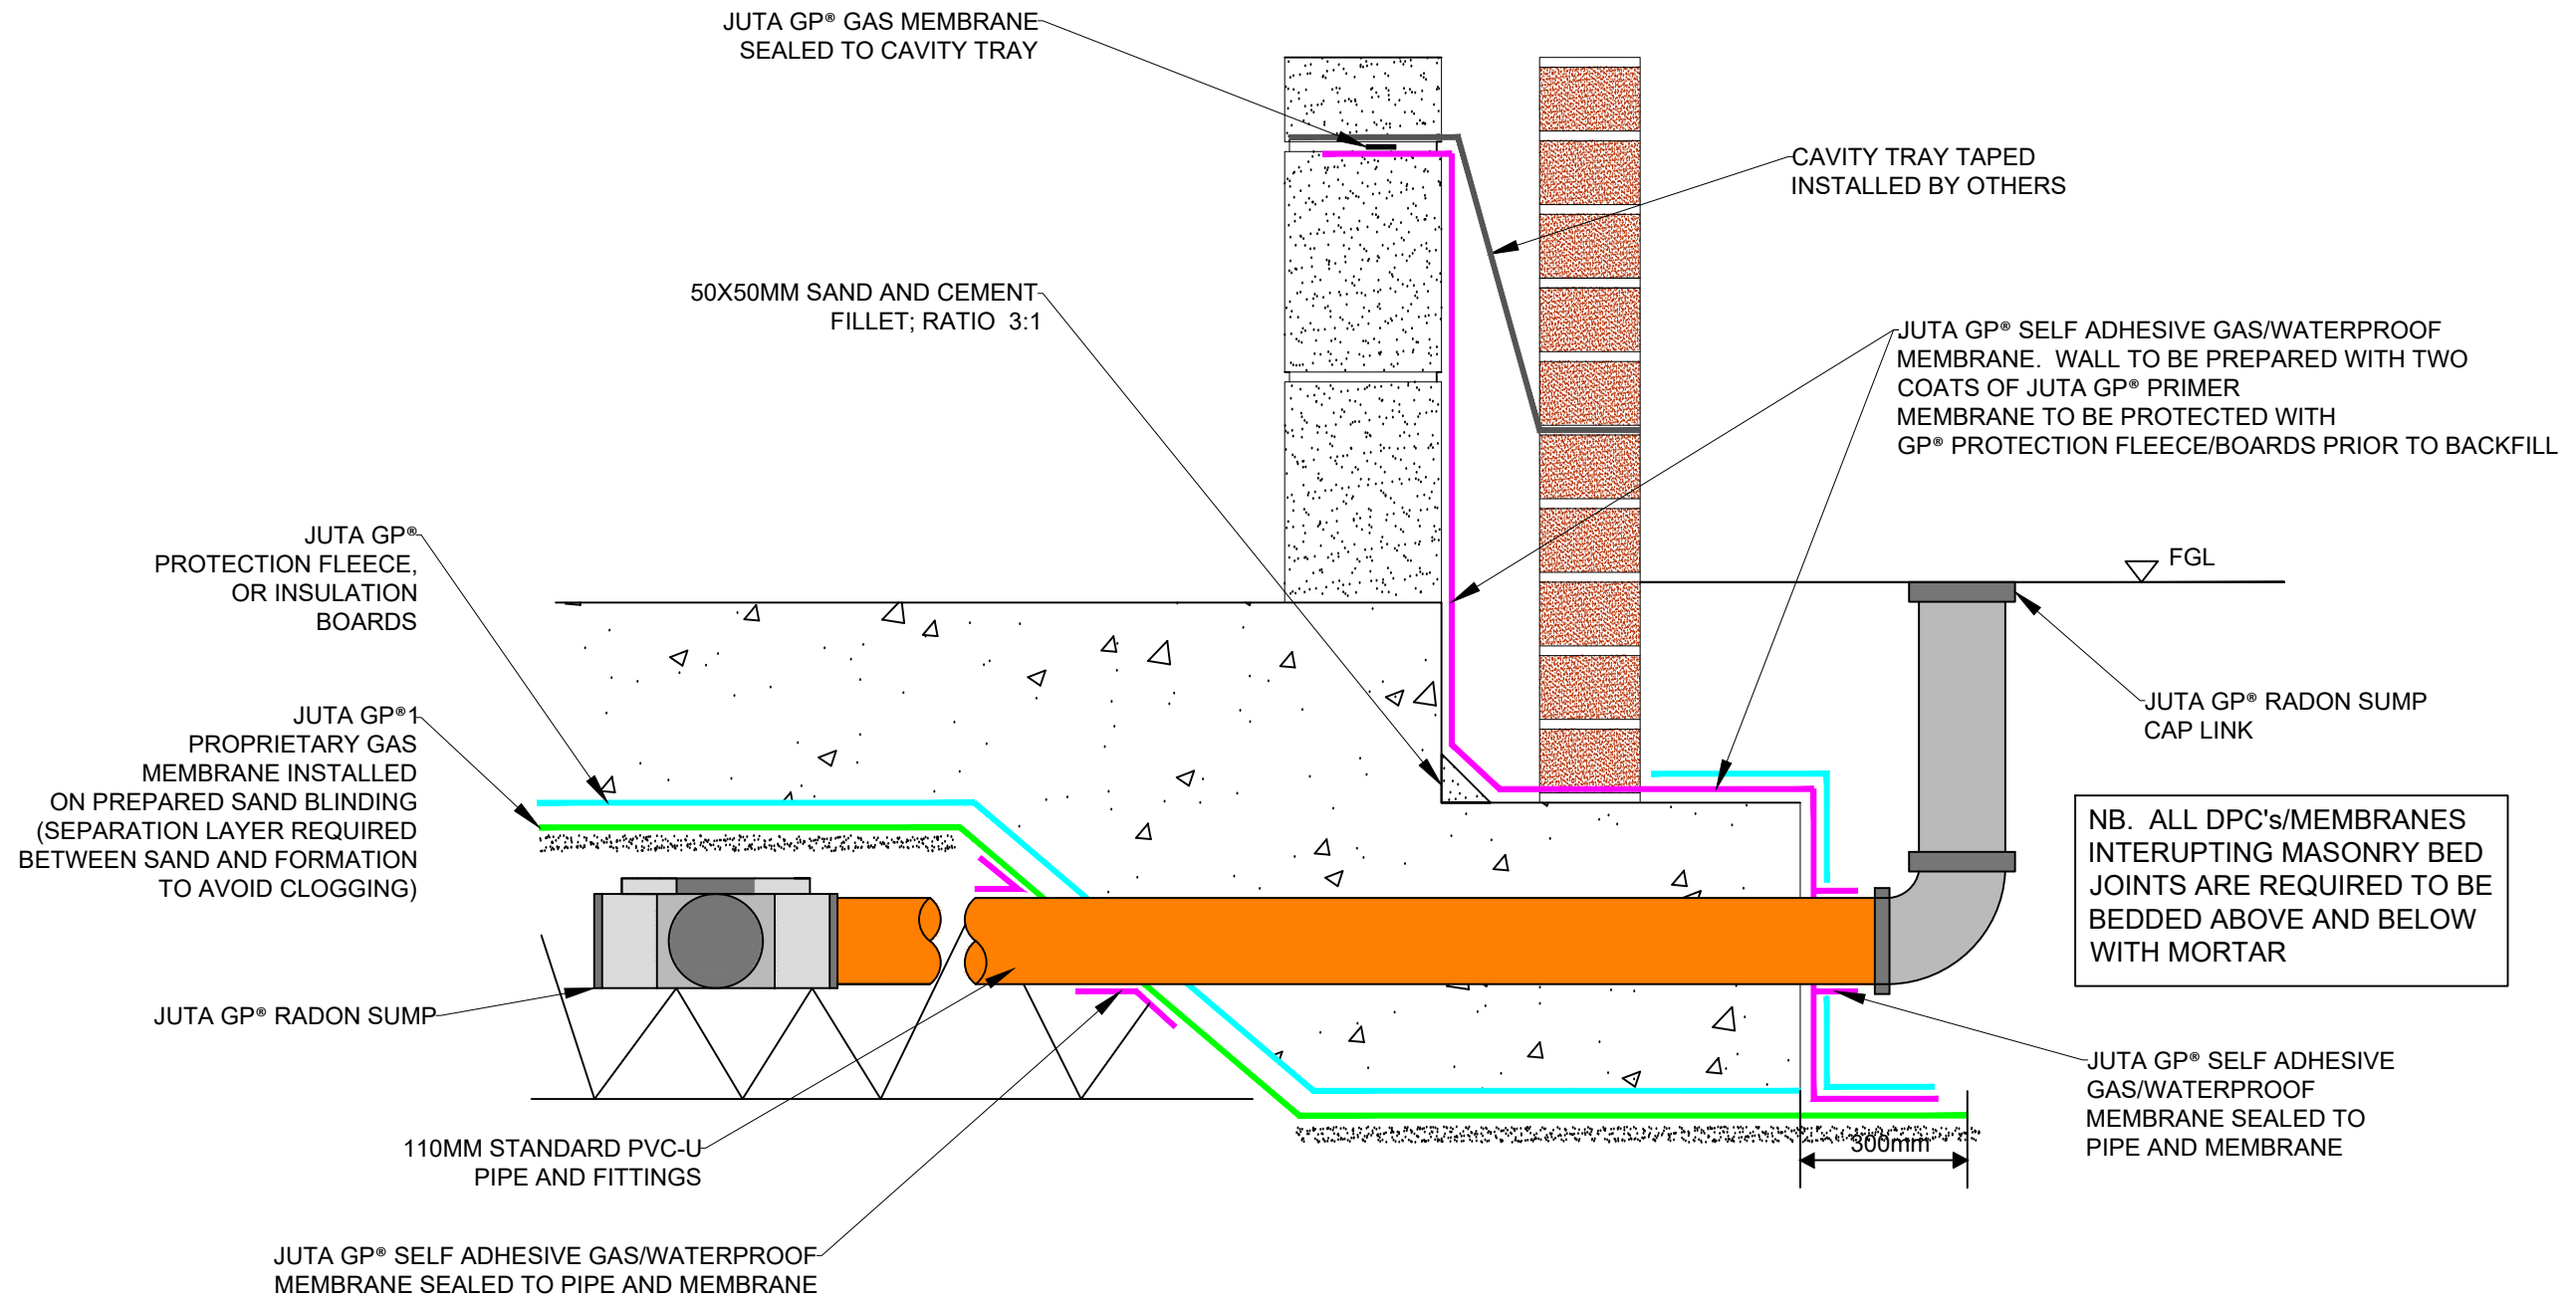 JUTA GP® GAS MEMBRANE
SEALED TO CAVITY TRAY
CAVITY TRAY TAPED
INSTALLED BY OTHERS
50X50MM SAND AND CEMENT
FILLET; RATIO 3:1
JUTA GP® SELF ADHESIVE GAS/WATERPROOF
MEMBRANE. WALL TO BE PREPARED WITH TWO
COATS OF JUTA GP® PRIMER
MEMBRANE TO BE PROTECTED WITH
GP® PROTECTION FLEECE/BOARDS PRIOR TO BACKFILL
JUTA GP®
PROTECTION FLEECE,
OR INSULATION
BOARDS
FGL
JUTA GP®1
PROPRIETARY GAS
MEMBRANE INSTALLED
ON PREPARED SAND BLINDING
(SEPARATION LAYER REQUIRED
BETWEEN SAND AND FORMATION
TO AVOID CLOGGING)
JUTA GP® RADON SUMP
CAP LINK
NB. ALL DPC's/MEMBRANES
INTERUPTING MASONRY BED
JOINTS ARE REQUIRED TO BE
BEDDED ABOVE AND BELOW
WITH MORTAR
JUTA GP® RADON SUMP
JUTA GP® SELF ADHESIVE
GAS/WATERPROOF
MEMBRANE SEALED TO
PIPE AND MEMBRANE
300mm
110MM STANDARD PVC-U
PIPE AND FITTINGS
JUTA GP® SELF ADHESIVE GAS/WATERPROOF
MEMBRANE SEALED TO PIPE AND MEMBRANE